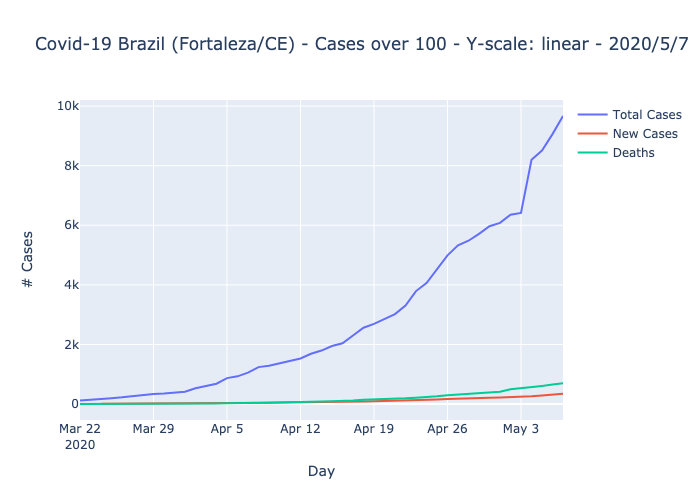 Covid-19 Brazil (Fortaleza/CE) - Cases over 100 - Y-scale: linear - 2020/5/7
Total Cases
New Cases
Deaths
# Cases
10k
8k
6k
4k
2k
0
Mar 22 Mar 29 Apr 5 Apr 12 Apr 19 Apr 26 May 3
2020
Day